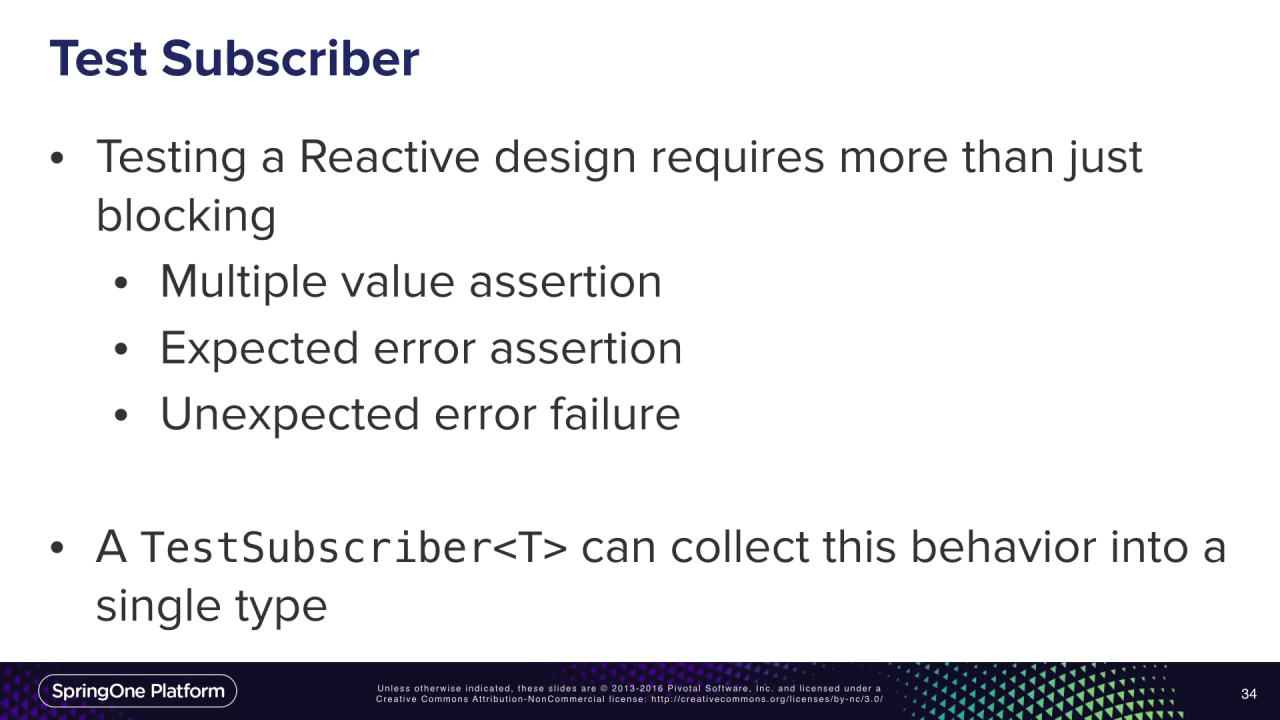 Test Subscriber
• Testing a Reactive design requires more than just
blocking
• Multiple value assertion
• Expected error assertion
• Unexpected error failure
• A TestSubscriber<T> can collect this behavior into a
single type
SpringOne Platform
Unless otherwise indicated, these slides are © 2013-2016 Pivotal Software, Inc. and licensed under a
Creative Commons Attribution-NonCommercial license: http://creativecommons.org/licenses/by-nc/3.0/
34